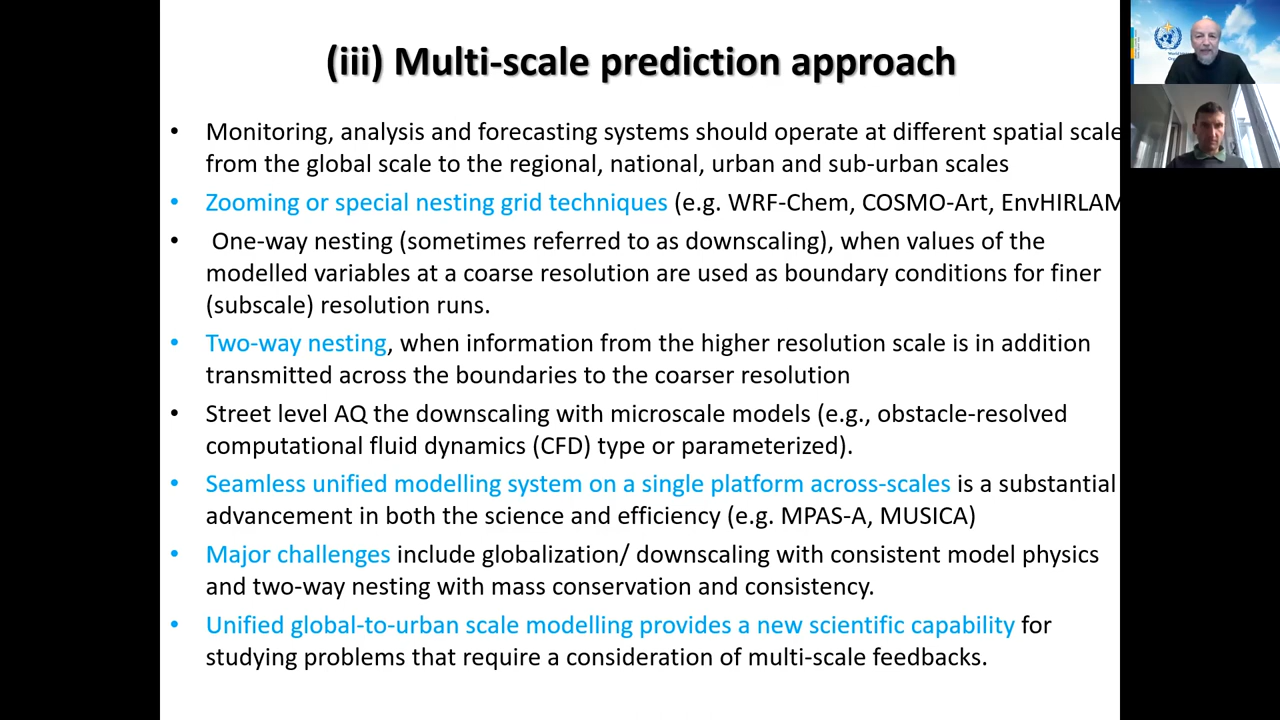 (iii) Multi-scale prediction approach
• Monitoring, analysis and forecasting systems should operate at different spatial scale
from the global scale to the regional, national, urban and sub-urban scales
• Zooming or special nesting grid techniques (e.g. WRF-Chem, COSMO-Art, EnvHIRLAM
• One-way nesting (sometimes referred to as downscaling), when values of the
modelled variables at a coarse resolution are used as boundary conditions for finer
(subscale) resolution runs.
• Two-way nesting, when information from the higher resolution scale is in addition
transmitted across the boundaries to the coarser resolution
• Street level AQ the downscaling with microscale models (e.g., obstacle-resolved
computational fluid dynamics (CFD) type or parameterized).
• Seamless unified modelling system on a single platform across-scales is a substantial
advancement in both the science and efficiency (e.g. MPAS-A, MUSICA)
• Major challenges include globalization/ downscaling with consistent model physics
and two-way nesting with mass conservation and consistency.
• Unified global-to-urban scale modelling provides a new scientific capability for
studying problems that require a consideration of multi-scale feedbacks.